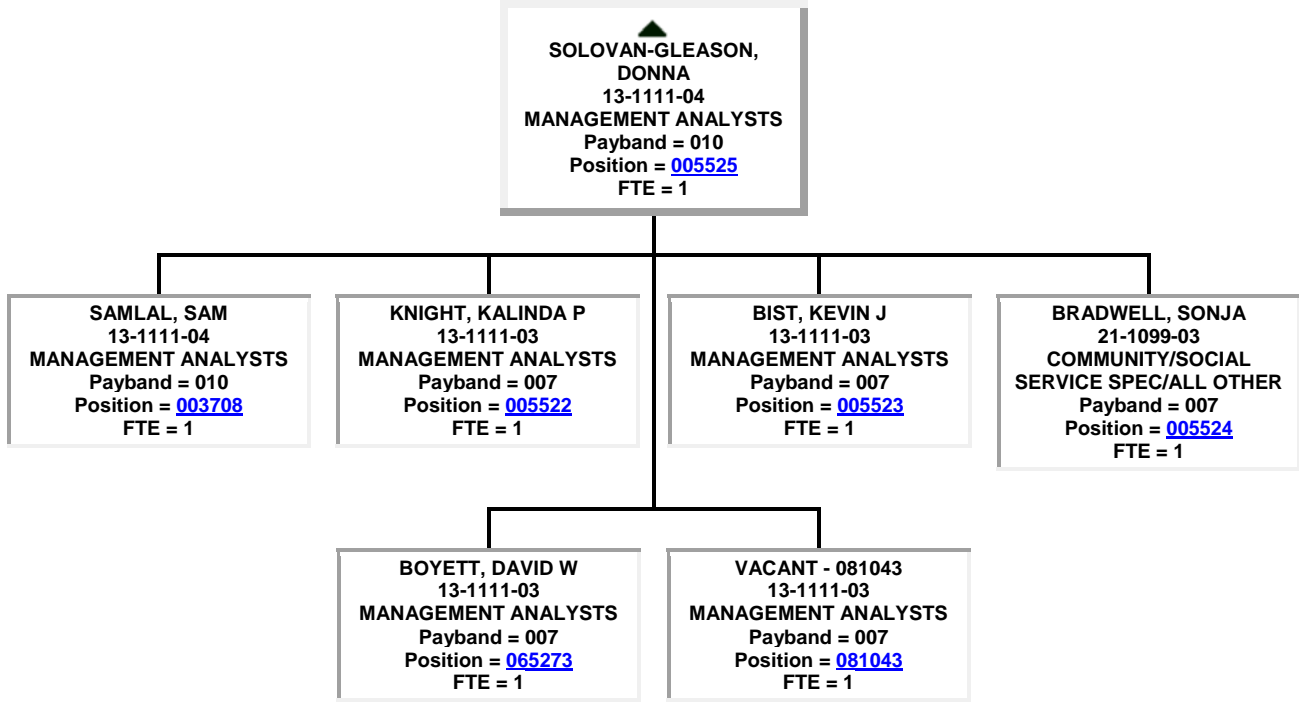 SOLOVAN-GLEASON,
DONNA
13-1111-04
MANAGEMENT ANALYSTS
Payband = 010
Position = 005525
FTE = 1
SAMLAL, SAM
13-1111-04
MANAGEMENT ANALYSTS
Payband = 010
Position = 003708
FTE = 1
KNIGHT, KALINDA P
13-1111-03
MANAGEMENT ANALYSTS
Payband = 007
Position = 005522
FTE = 1
BIST, KEVIN J
13-1111-03
MANAGEMENT ANALYSTS
Payband = 007
Position = 005523
FTE = 1
BRADWELL, SONJA
21-1099-03
COMMUNITY/SOCIAL
SERVICE SPEC/ALL OTHER
Payband = 007
Position = 005524
FTE = 1
BOYETT, DAVID W
13-1111-03
MANAGEMENT ANALYSTS
Payband = 007
Position = 065273
FTE = 1
VACANT - 081043
13-1111-03
MANAGEMENT ANALYSTS
Payband = 007
Position = 081043
FTE = 1